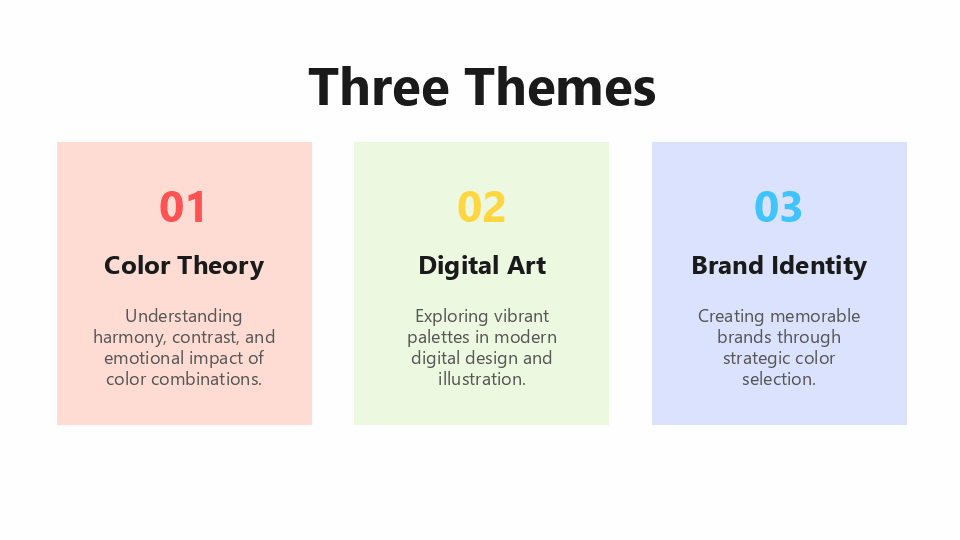 Three Themes
01
Color Theory
Understanding
harmony, contrast, and
emotional impact of
color combinations.
02
Digital Art
Exploring vibrant
palettes in modern
digital design and
illustration.
03
Brand Identity
Creating memorable
brands through
strategic color
selection.